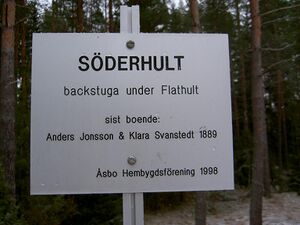 SÖDERHULT
backstuga under Flathult
sist boende:
Anders Jonsson & Klara Svanstedt 1889
Åsbo Hembygdsförening 1998